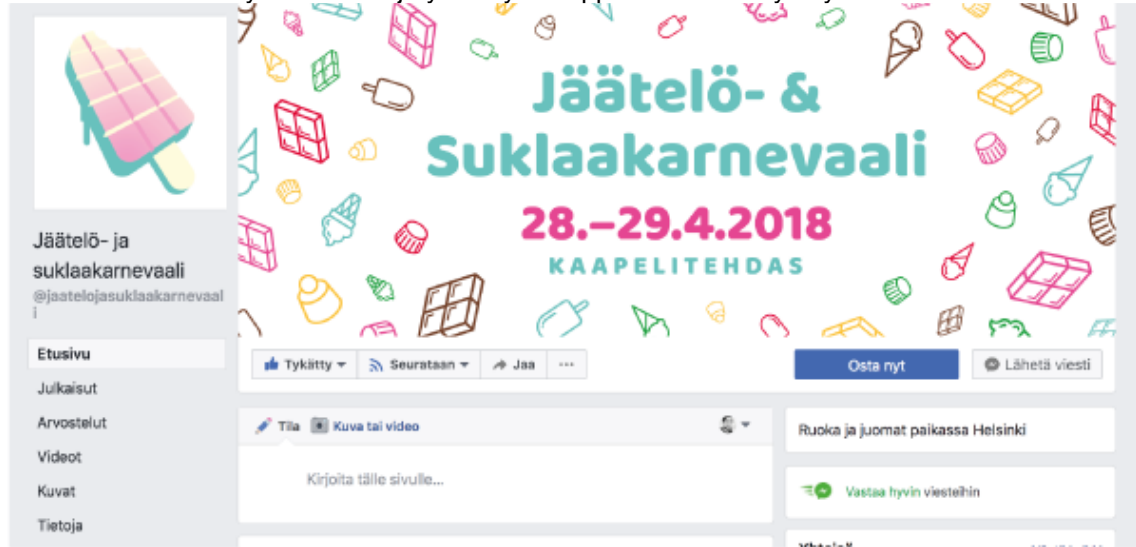 Jäätelö- &
Suklaakarnevaali
28.–29.4.2018
KAAPELITEHDAS
Jäätelö- ja
suklaakarnevaali
@jaatelojasuklaakarnevaal
i
Etusivu
Julkaisut
Arvostelut
Videot
Kuvat
Tietoja
Tykätty
Seurataan
Jaa
Osta nyt
Lähetä viesti
Tila
Kuva tai video
Kirjoita tälle sivulle...
Ruoka ja juomat paikassa Helsinki
Vastaa hyvin viesteihin